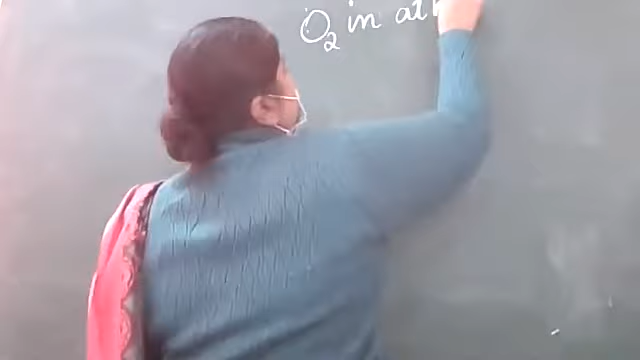 O₂ in at